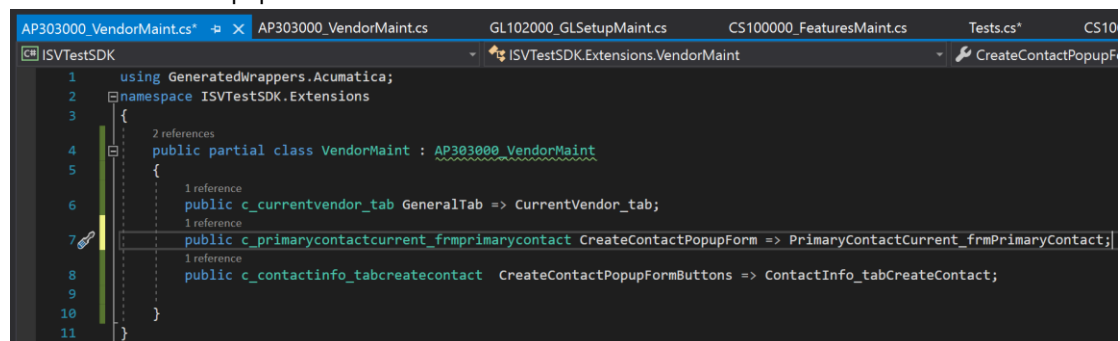 AP303000_VendorMaint.cs* AP303000_VendorMaint.cs GL102000_GLSetupMaint.cs CS100000_FeaturesMaint.cs Tests.cs* CS10
C# ISVTestSDK ISVTestSDK.Extensions.VendorMaint CreateContactPopupF
1 using GeneratedWrappers.Acumatica;
2 namespace ISVTestSDK.Extensions
3 {
2 references
4 public partial class VendorMaint : AP303000_VendorMaint
5 {
1 reference
6 public c_currentvendor_tab GeneralTab => CurrentVendor_tab;
1 reference
7 public c_primarycontactcurrent_frmprimarycontact CreateContactPopupForm => PrimaryContactCurrent_frmPrimaryContact;
1 reference
8 public c_contactinfo_tabcreatecontact CreateContactPopupFormButtons => ContactInfo_tabCreateContact;
9
10 }
11 }